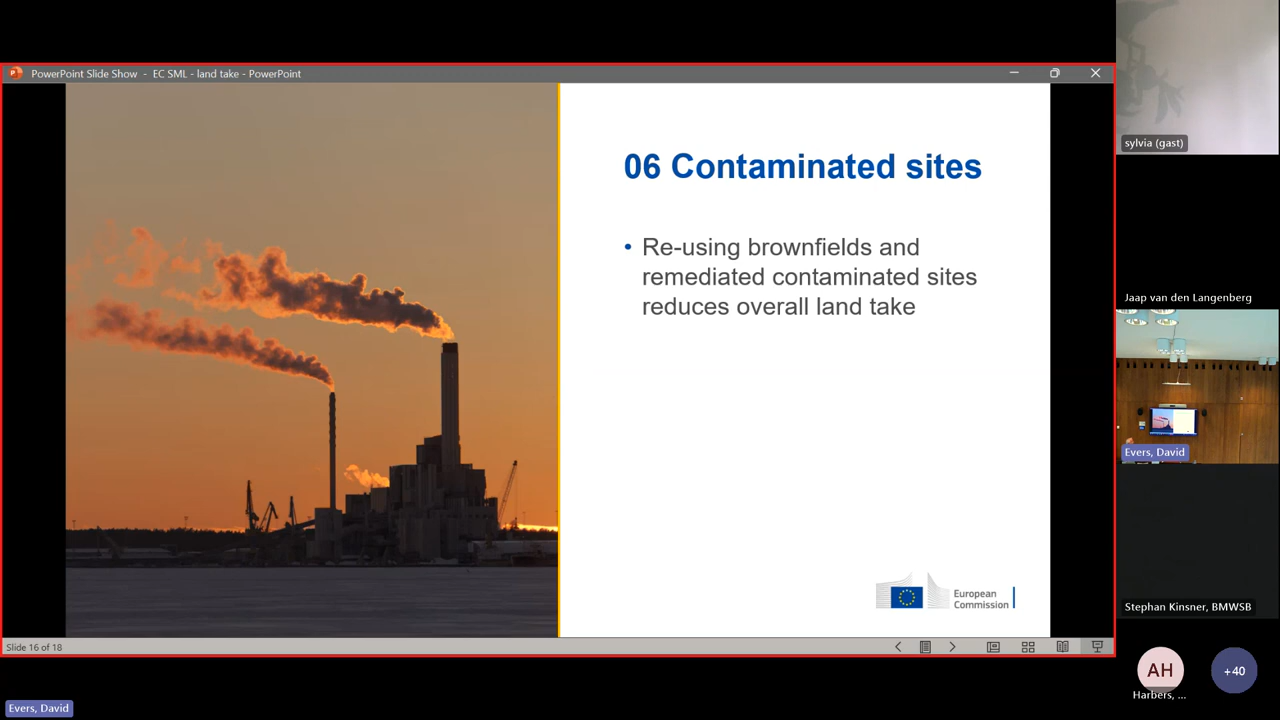 PowerPoint Slide Show - EC SML - land take - PowerPoint
06 Contaminated sites
• Re-using brownfields and
remediated contaminated sites
reduces overall land take
European
Commission
Slide 16 of 18
Evers, David
sylvia (gast)
Jaap van den Langenberg
Evers, David
Stephan Kinsner, BMWSB
AH
Harbers, ...
+40